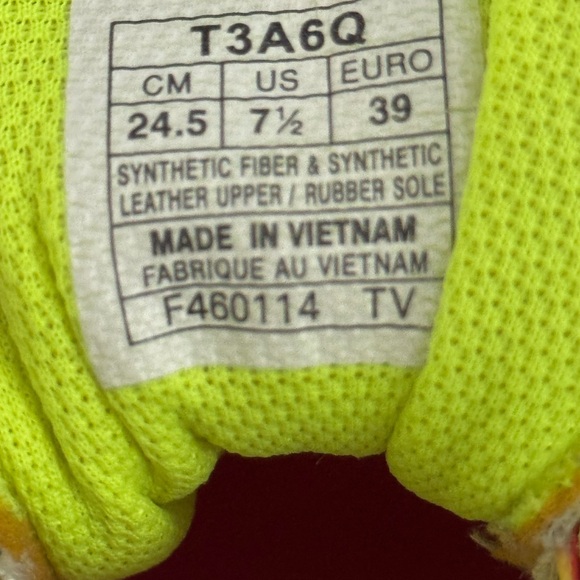 T3A6Q
CM US EURO
24.5 7½ 39
SYNTHETIC FIBER & SYNTHETIC
LEATHER UPPER / RUBBER SOLE
MADE IN VIETNAM
FABRIQUE AU VIETNAM
F460114 TV